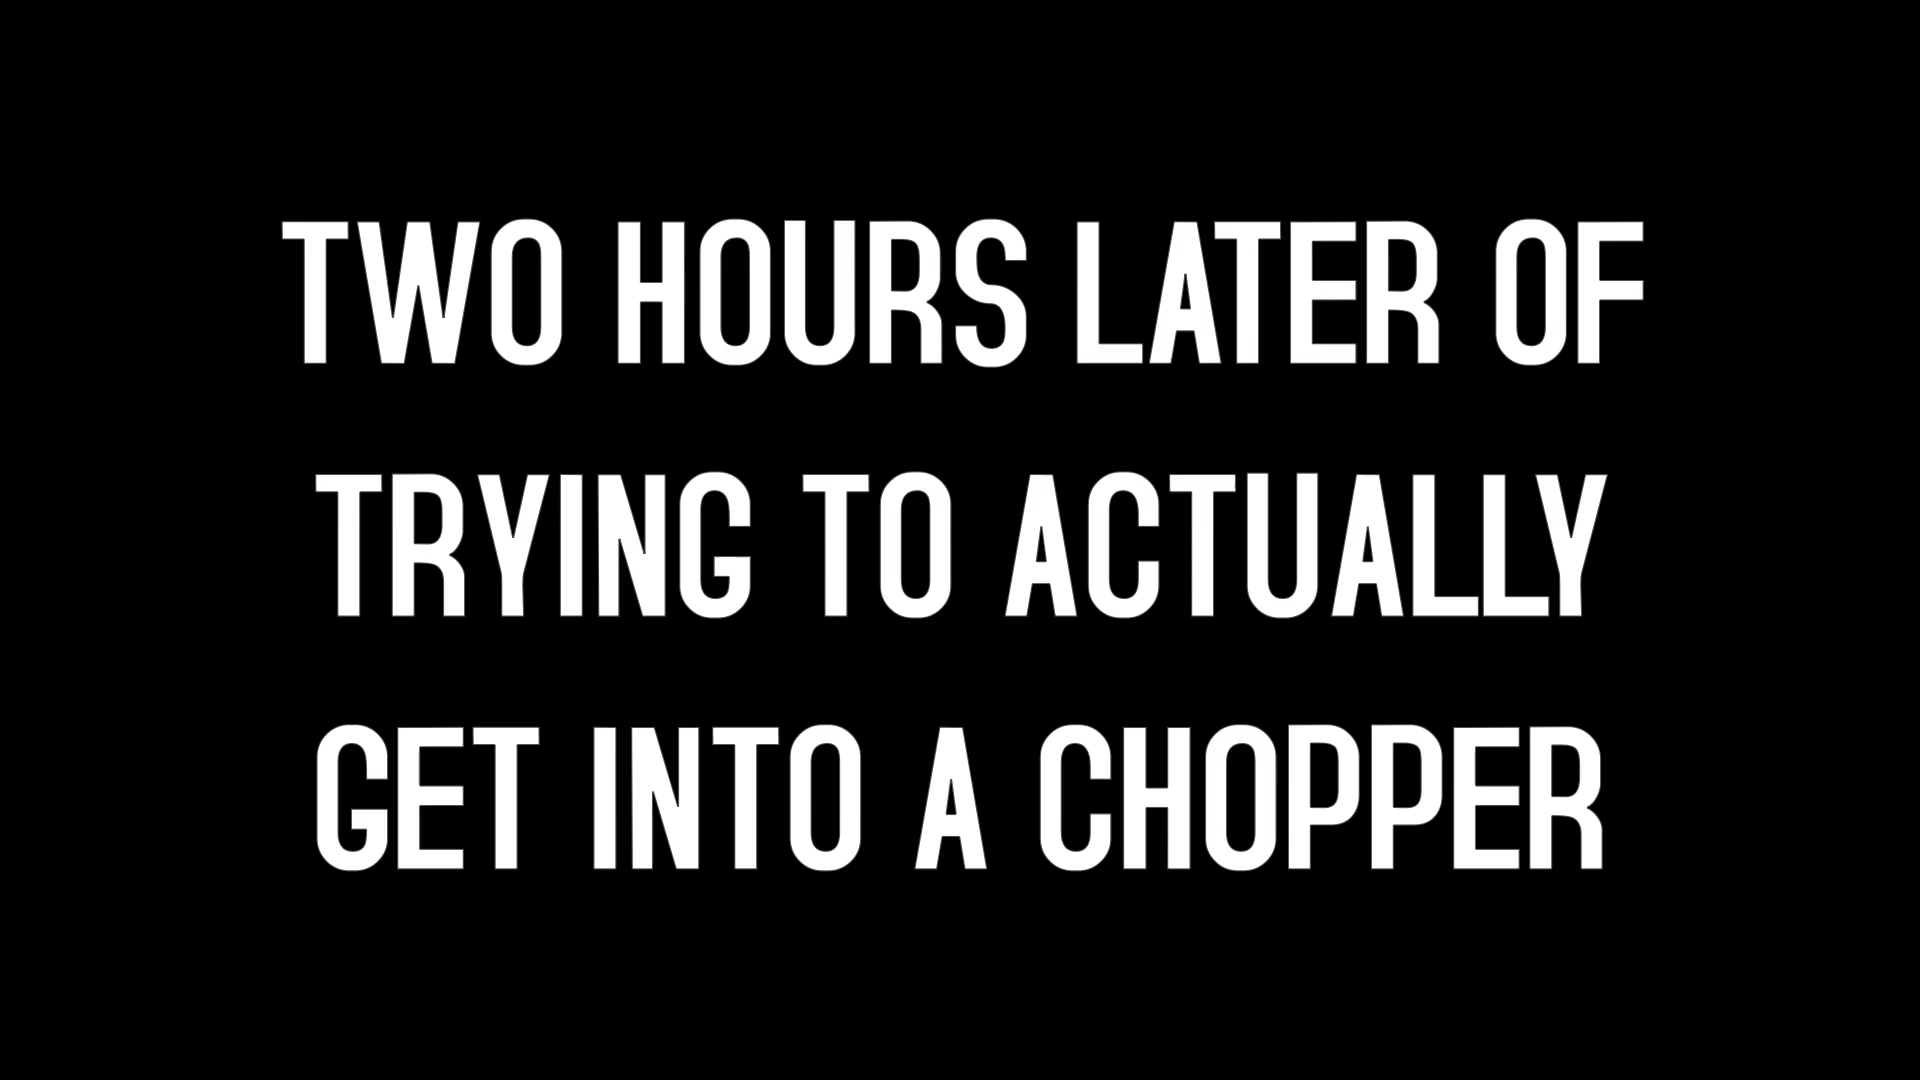 TWO HOURS LATER OF
TRYING TO ACTUALLY
GET INTO A CHOPPER